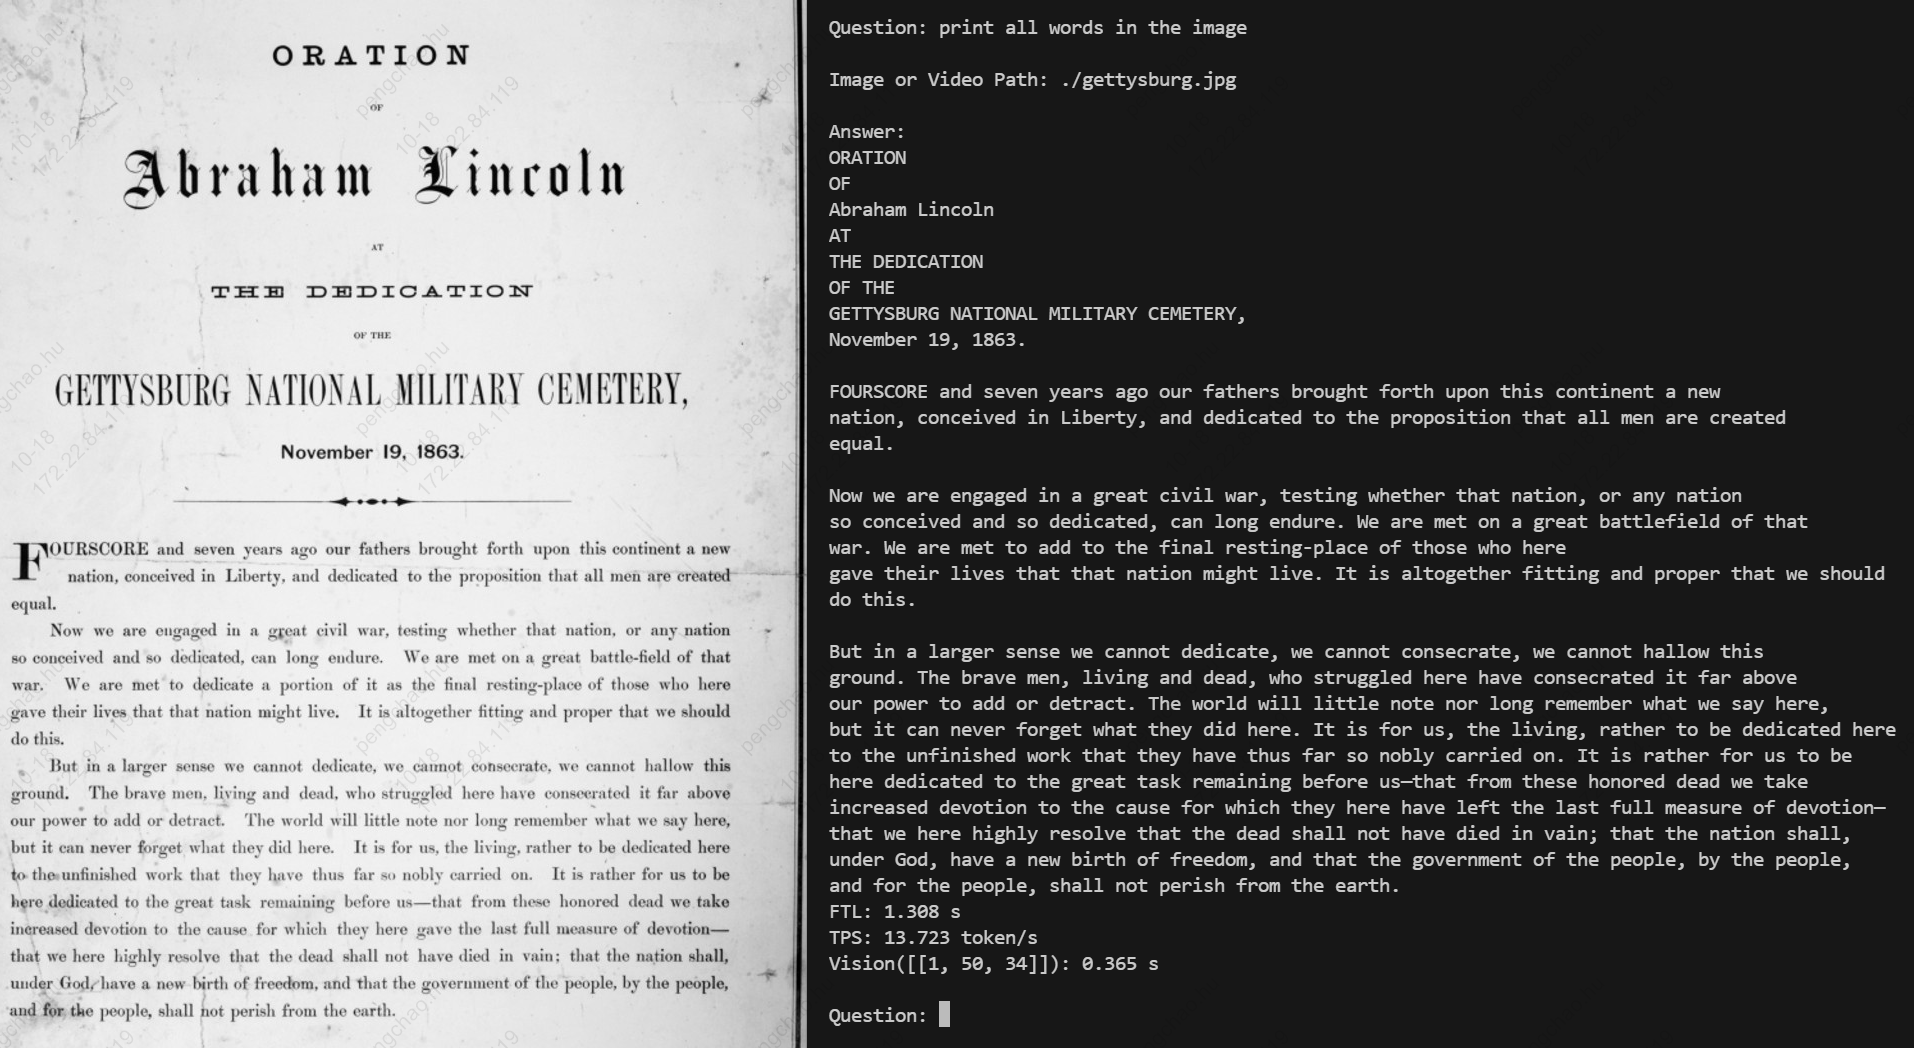 ORATION
OF
Abraham Lincoln
AT
THE DEDICATION
OF THE
GETTYSBURG NATIONAL MILITARY CEMETERY,
November 19, 1863.
FOURSCORE and seven years ago our fathers brought forth upon this continent a new
nation, conceived in Liberty, and dedicated to the proposition that all men are created
equal.
Now we are engaged in a great civil war, testing whether that nation, or any nation
so conceived and so dedicated, can long endure. We are met on a great battle-field of that
war. We are met to dedicate a portion of it as the final resting-place of those who here
gave their lives that that nation might live. It is altogether fitting and proper that we should
do this.
But in a larger sense we cannot dedicate, we cannot consecrate, we cannot hallow this
ground. The brave men, living and dead, who struggled here have consecrated it far above
our power to add or detract. The world will little note nor long remember what we say here,
but it can never forget what they did here. It is for us, the living, rather to be dedicated here
to the unfinished work that they have thus far so nobly carried on. It is rather for us to be
here dedicated to the great task remaining before us—that from these honored dead we take
increased devotion to the cause for which they here gave the last full measure of devotion—
that we here highly resolve that the dead shall not have died in vain; that the nation shall,
under God, have a new birth of freedom, and that the government of the people, by the people,
and for the people, shall not perish from the earth.
pengchao.hu
10-18
172.22.84.119
Question: print all words in the image
Image or Video Path: ./gettysburg.jpg
Answer:
ORATION
OF
Abraham Lincoln
AT
THE DEDICATION
OF THE
GETTYSBURG NATIONAL MILITARY CEMETERY,
November 19, 1863.
FOURSCORE and seven years ago our fathers brought forth upon this continent a new
nation, conceived in Liberty, and dedicated to the proposition that all men are created
equal.
Now we are engaged in a great civil war, testing whether that nation, or any nation
so conceived and so dedicated, can long endure. We are met on a great battlefield of that
war. We are met to add to the final resting-place of those who here
gave their lives that that nation might live. It is altogether fitting and proper that we should
do this.
But in a larger sense we cannot dedicate, we cannot consecrate, we cannot hallow this
ground. The brave men, living and dead, who struggled here have consecrated it far above
our power to add or detract. The world will little note nor long remember what we say here,
but it can never forget what they did here. It is for us, the living, rather to be dedicated here
to the unfinished work that they have thus far so nobly carried on. It is rather for us to be
here dedicated to the great task remaining before us—that from these honored dead we take
increased devotion to the cause for which they here have left the last full measure of devotion—
that we here highly resolve that the dead shall not have died in vain; that the nation shall,
under God, have a new birth of freedom, and that the government of the people, by the people,
and for the people, shall not perish from the earth.
FTL: 1.308 s
TPS: 13.723 token/s
Vision([[1, 50, 34]]): 0.365 s
Question: